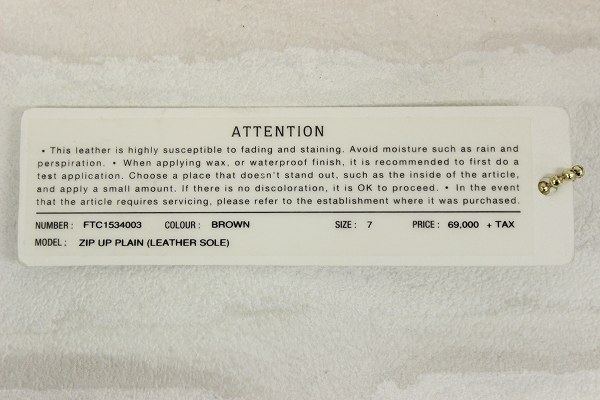 ATTENTION
• This leather is highly susceptible to fading and staining. Avoid moisture such as rain and
perspiration. • When applying wax, or waterproof finish, it is recommended to first do a
test application. Choose a place that doesn't stand out, such as the inside of the article,
and apply a small amount. If there is no discoloration, it is OK to proceed. • In the event
that the article requires servicing, please refer to the establishment where it was purchased.
NUMBER : FTC1534003 COLOUR : BROWN SIZE : 7 PRICE : 69,000 + TAX
MODEL : ZIP UP PLAIN (LEATHER SOLE)